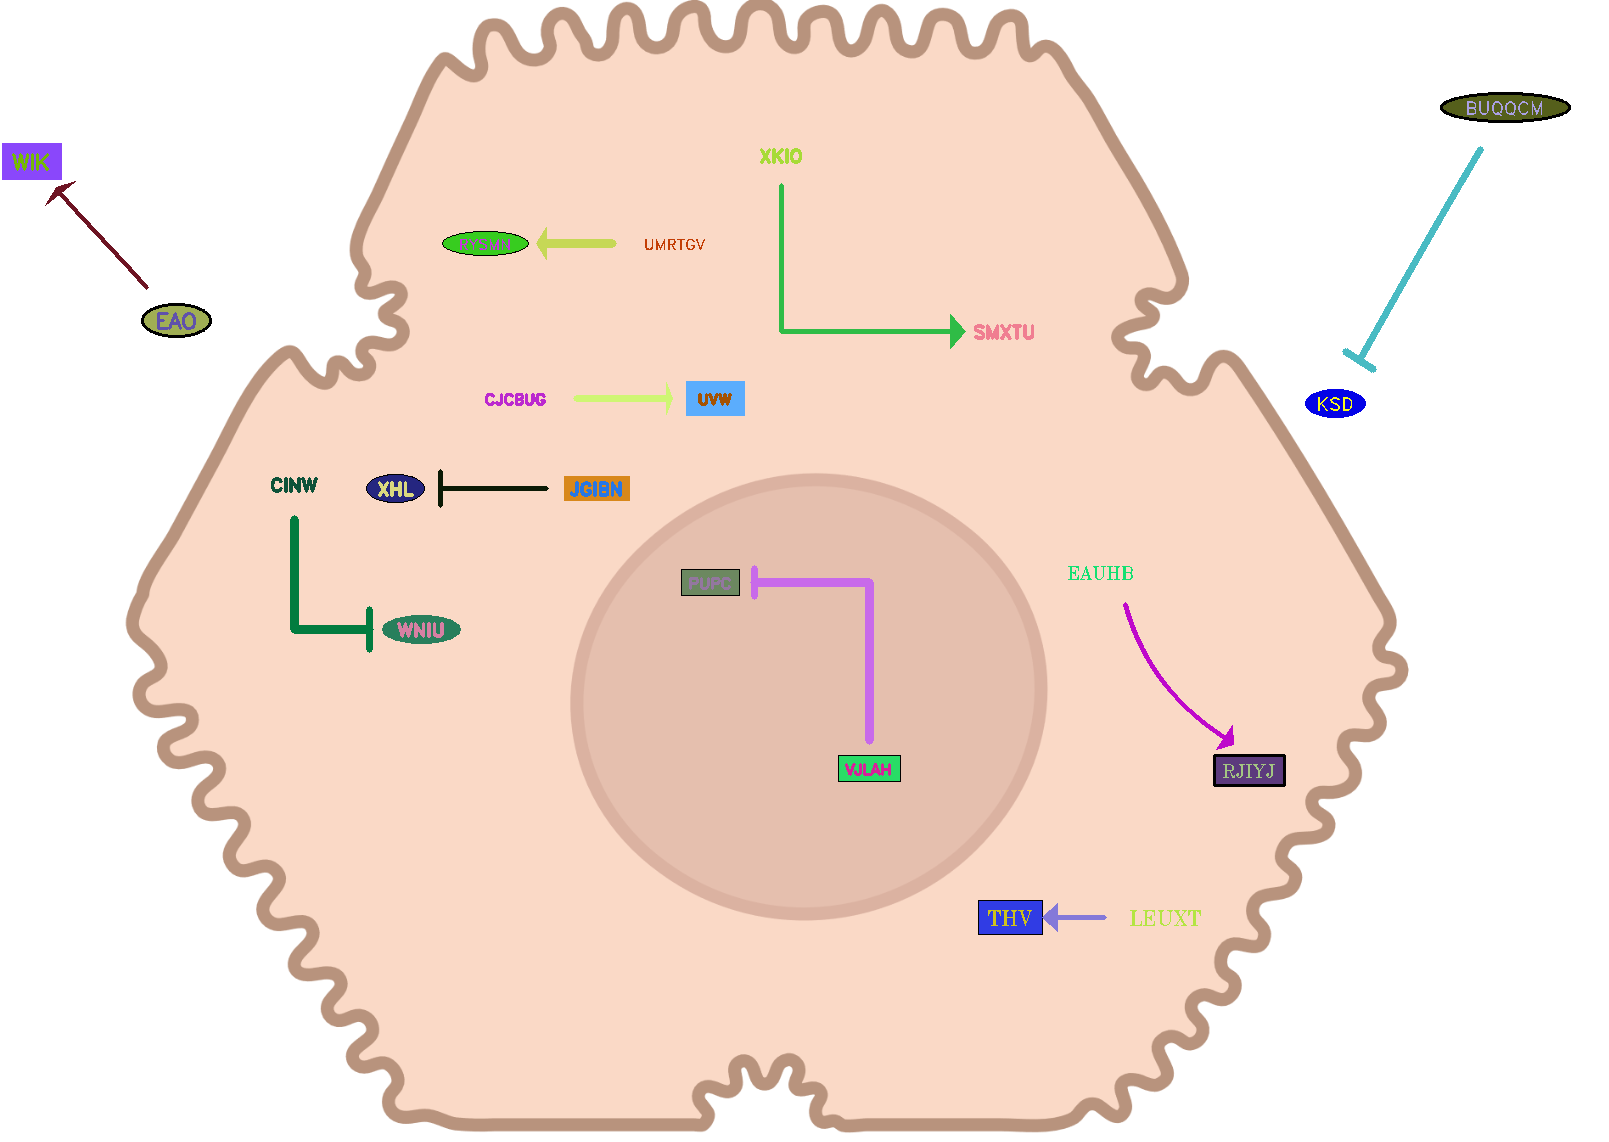 BUQQCM
WIK
XKIO
RYSMN
UMRTGV
EAO
SMXTU
CJCBUG
UVW
KSD
CINW
XHL
JGIBN
EAUHB
PUPC
WNIU
VJLAH
RJIYJ
THV
LEUXT